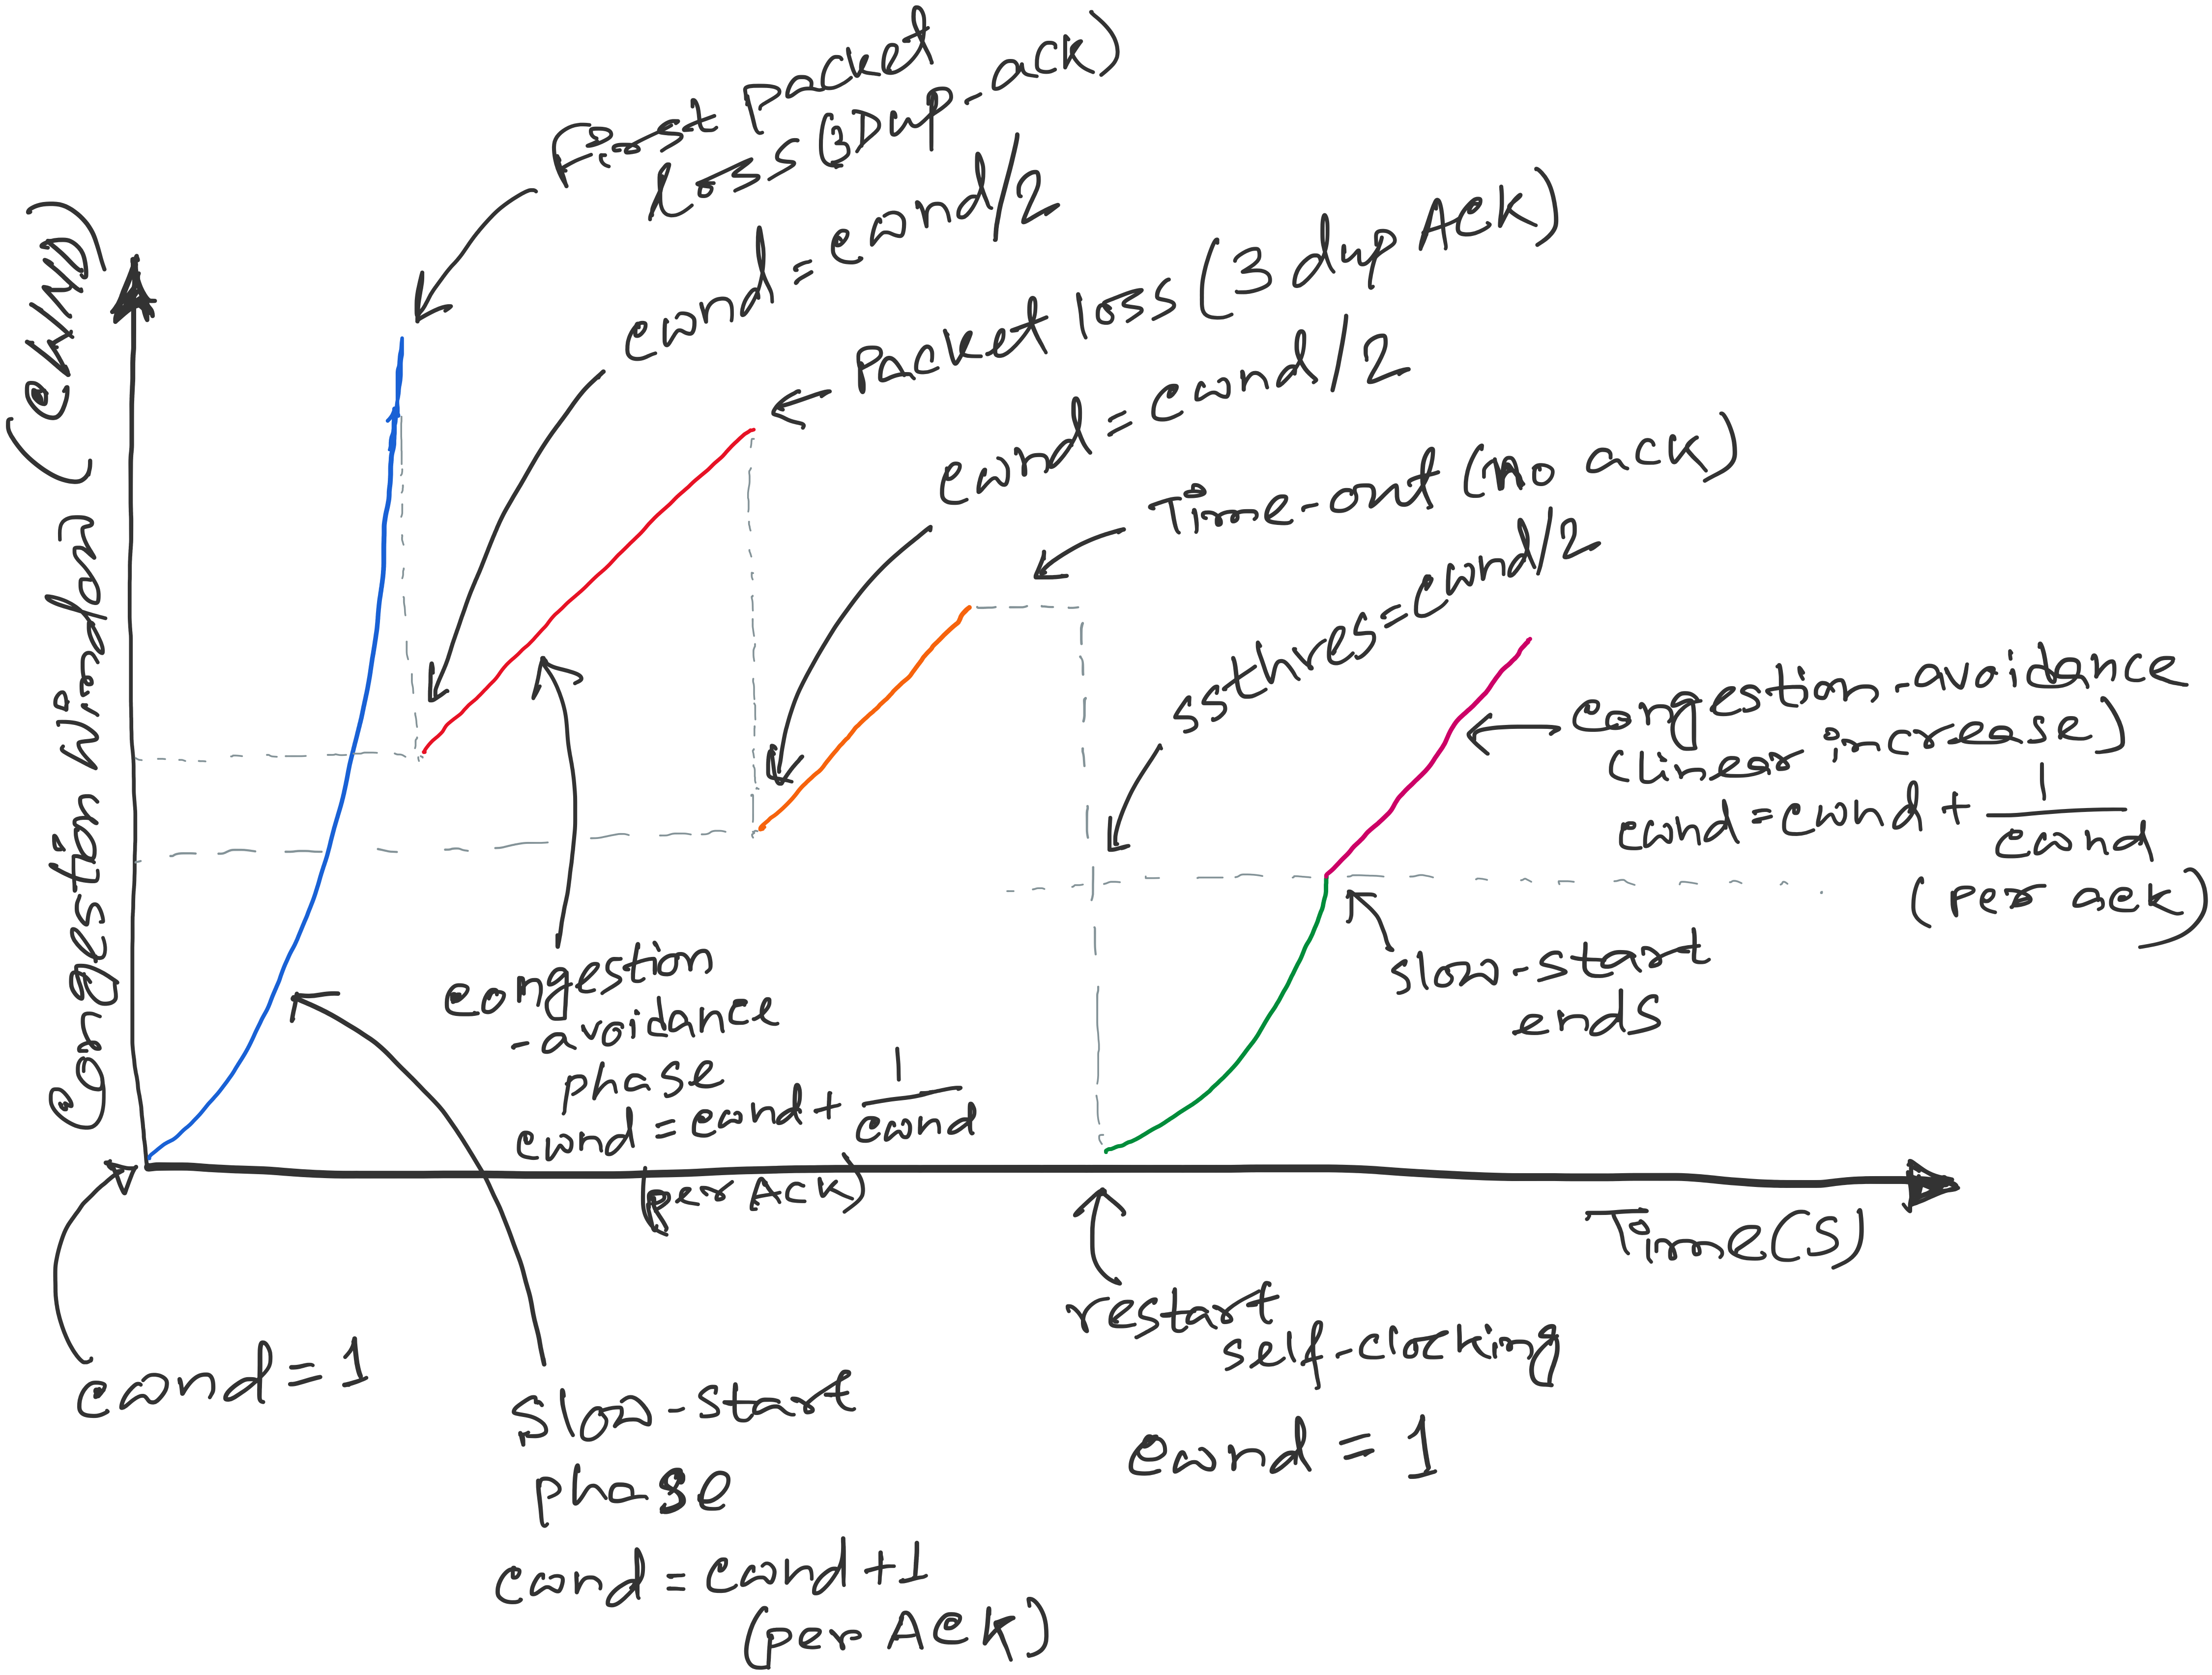 Congestion Window (CWND)
First packet
Loss (3Dup-ack)
cwnd = cwnd/2
Packet loss (3 dup ACK)
cwnd = cwnd/2
Time-out (no ack)
ssthres = cwnd/2
congestion-avoidance
(Linear increase)
cwnd = cwnd + 1/cwnd
(per ack)
slow-start
ends
congestion
-avoidance
phase
cwnd = cwnd + 1/cwnd
(per ACK)
Time(s)
cwnd = 1
slow-start
phase
cwnd = cwnd + 1
(per ACK)
restart
self-clocking
cwnd = 1